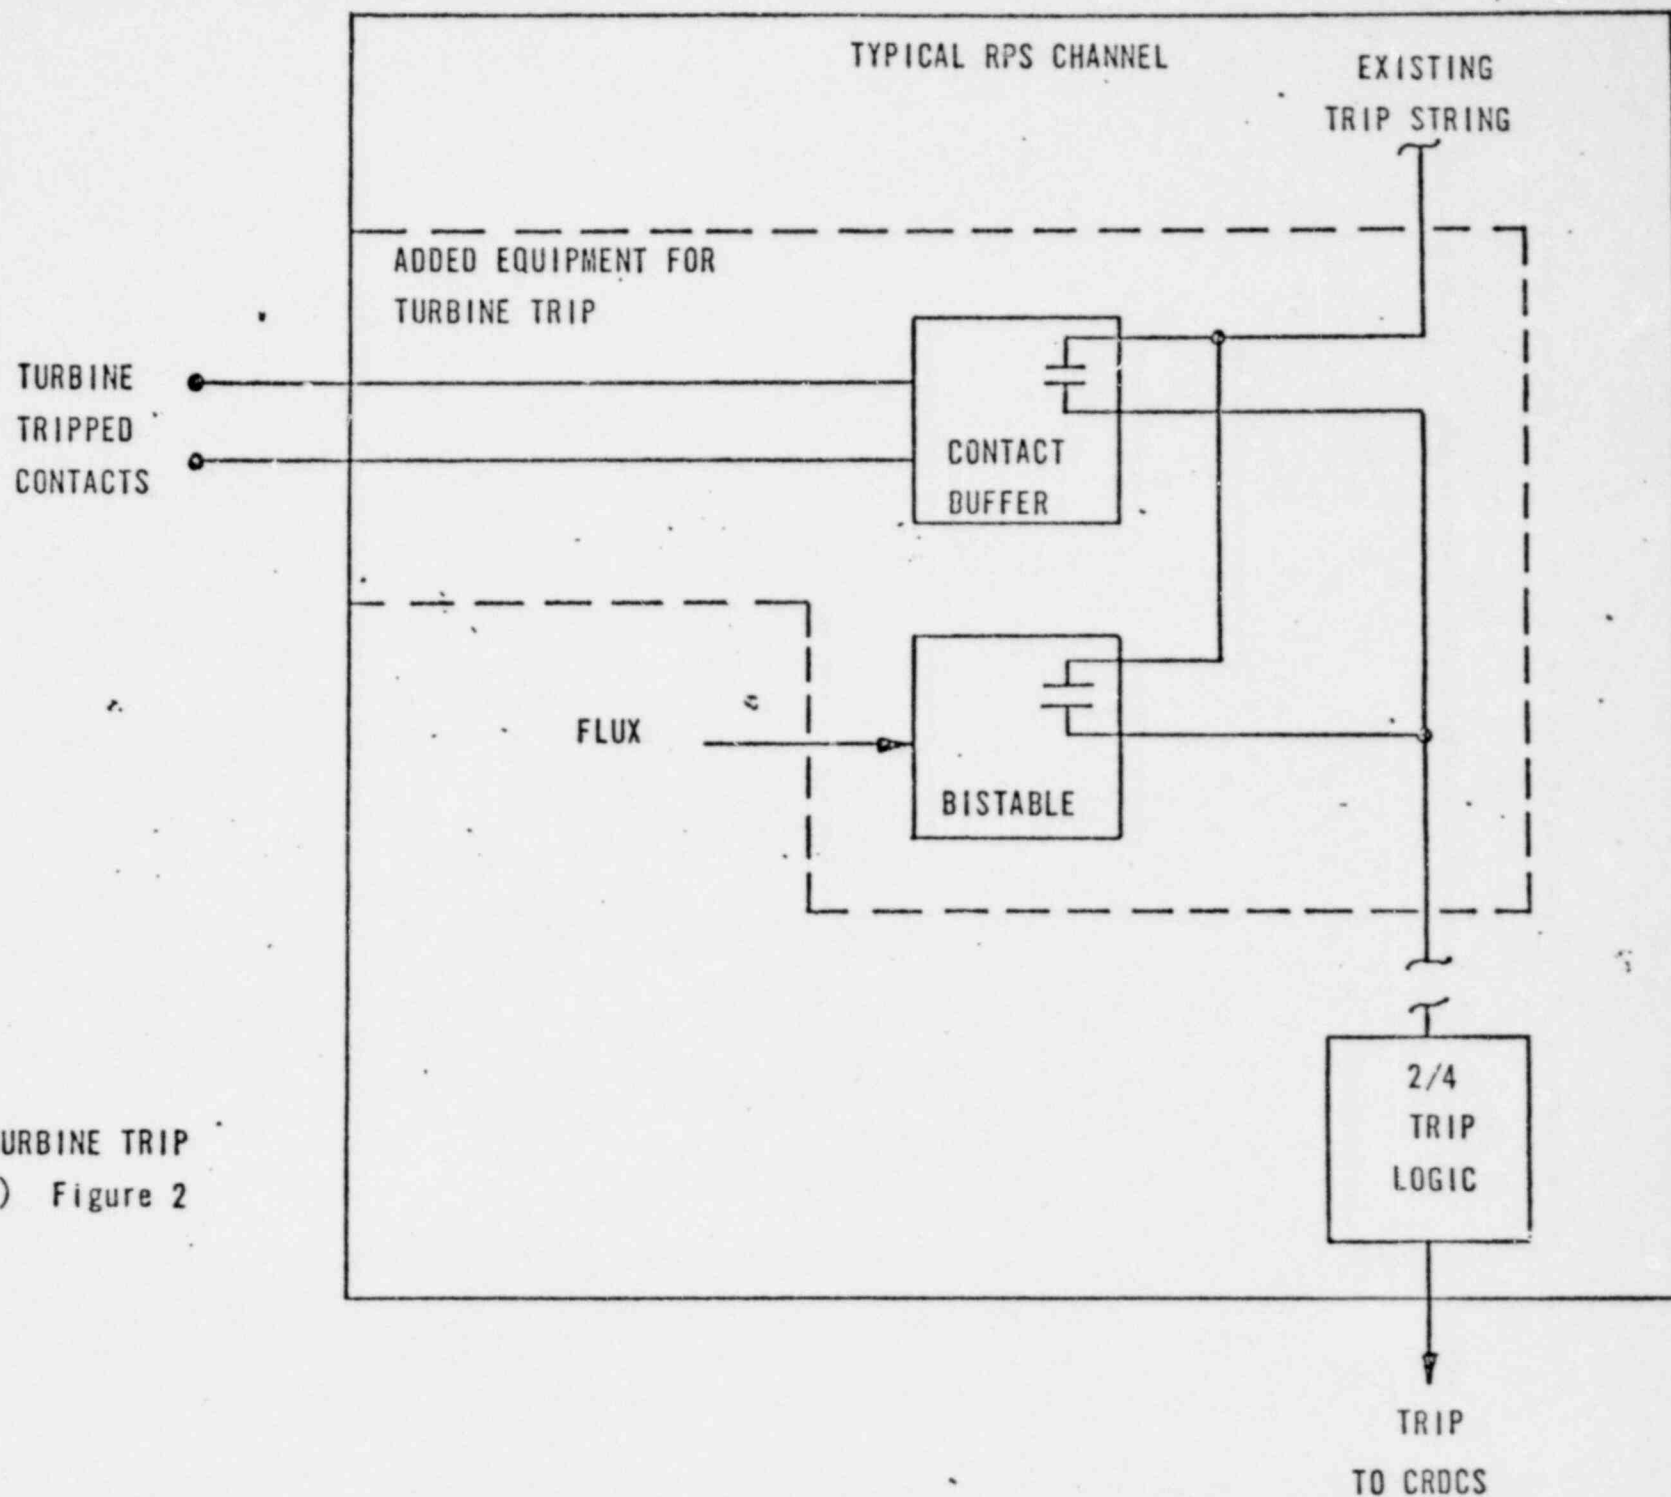 TYPICAL RPS CHANNEL
EXISTING
TRIP STRING
ADDED EQUIPMENT FOR
TURBINE TRIP
TURBINE
TRIPPED
CONTACTS
CONTACT
BUFFER
FLUX
BISTABLE
2/4
TRIP
LOGIC
URBINE TRIP
) Figure 2
TRIP
TO CRDCS